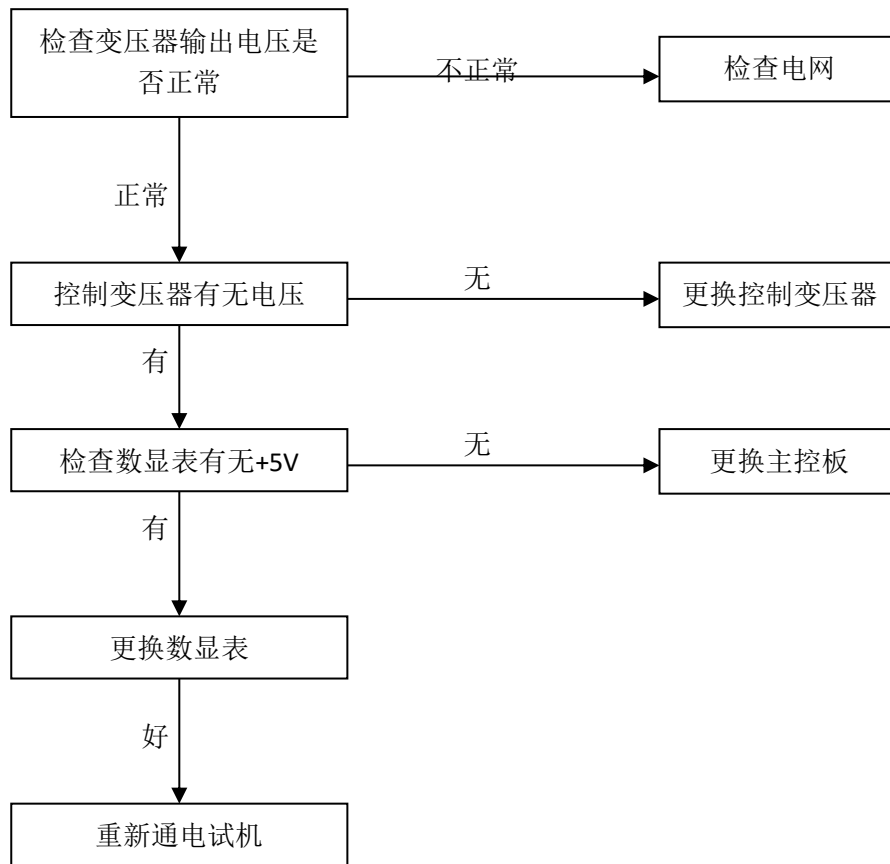 检查变压器输出电压是
否正常
不正常
检查电网
正常
控制变压器有无电压
无
更换控制变压器
有
检查数显表有无+5V
无
更换主控板
有
更换数显表
好
重新通电试机